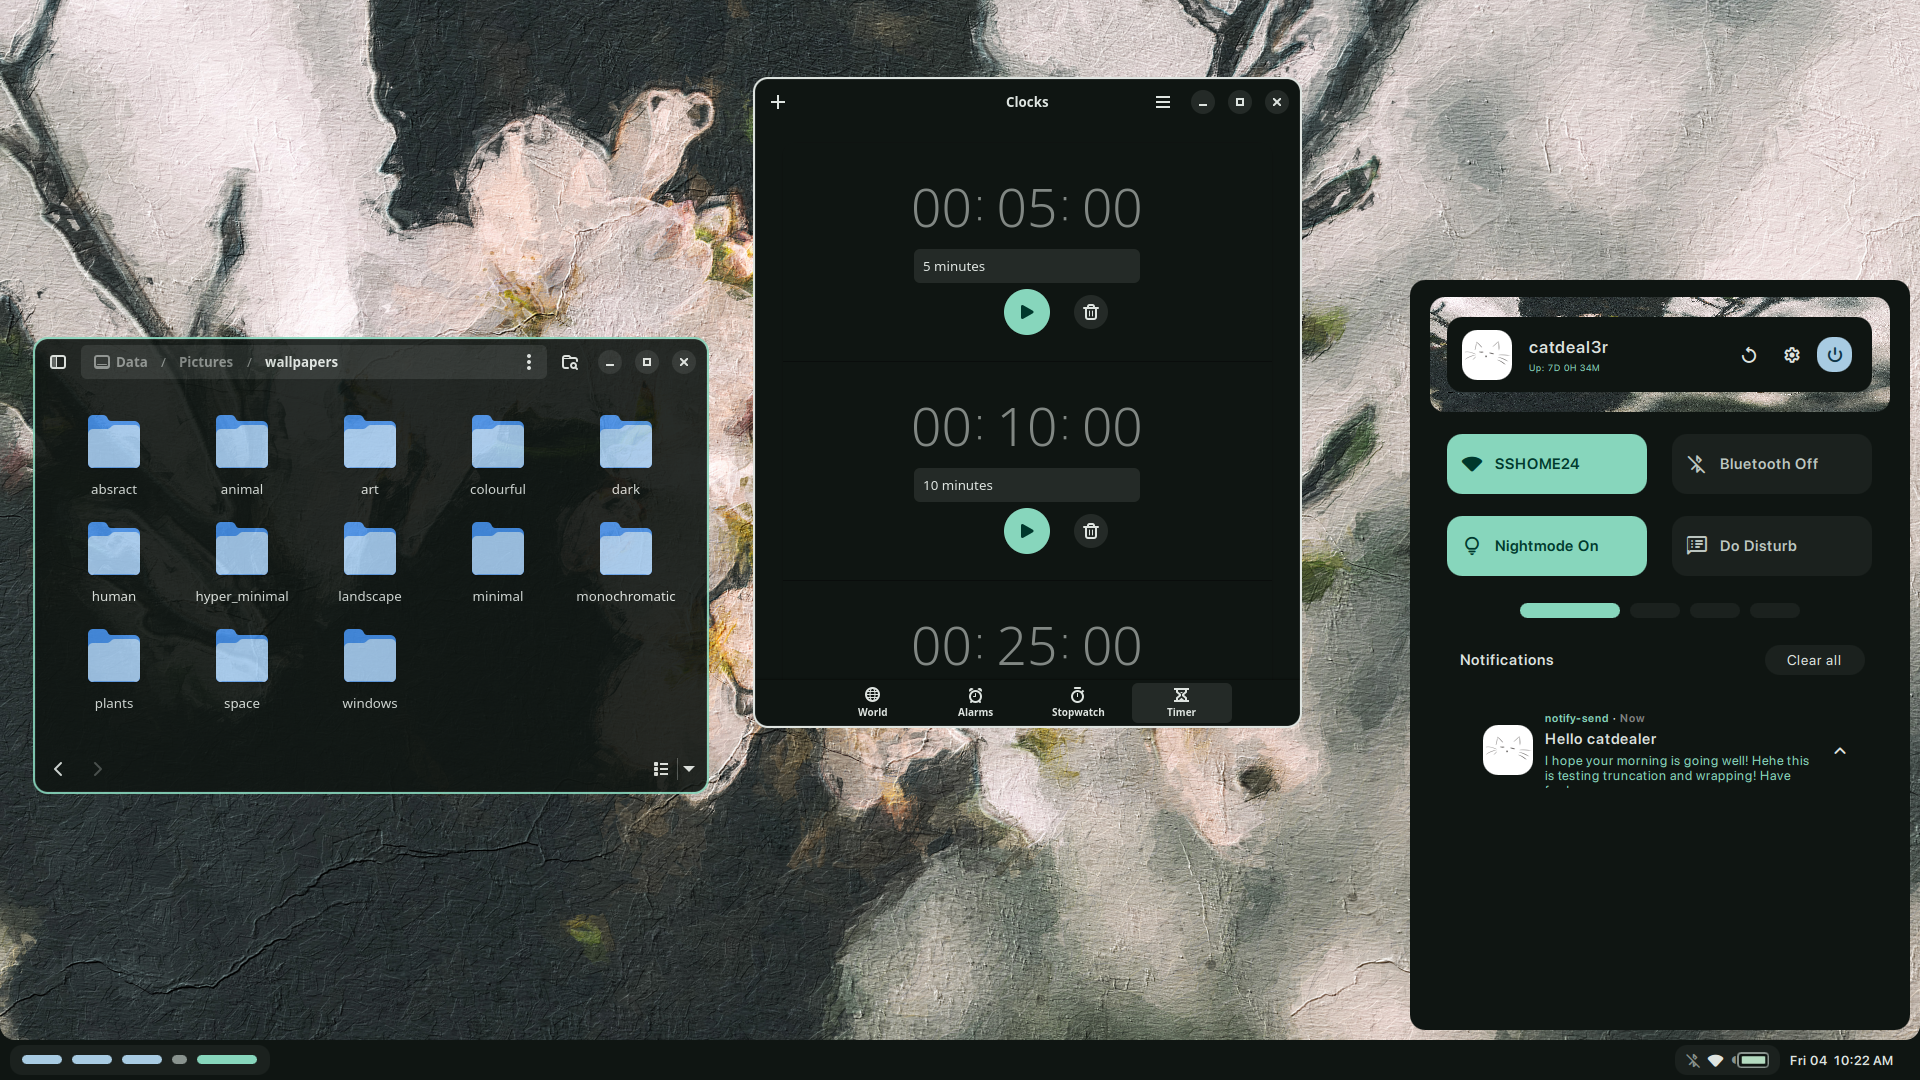 Data / Pictures / wallpapers
absract
animal
art
colourful
dark
human
hyper_minimal
landscape
minimal
monochromatic
plants
space
windows
Clocks
00: 05: 00
5 minutes
00: 10: 00
10 minutes
00: 25: 00
World
Alarms
Stopwatch
Timer
catdeal3r
Up: 7D 0H 34M
SSHOME24
Bluetooth Off
Nightmode On
Do Disturb
Notifications
Clear all
notify-send · Now
Hello catdealer
I hope your morning is going well! Hehe this
is testing truncation and wrapping! Have
Fri 04 10:22 AM